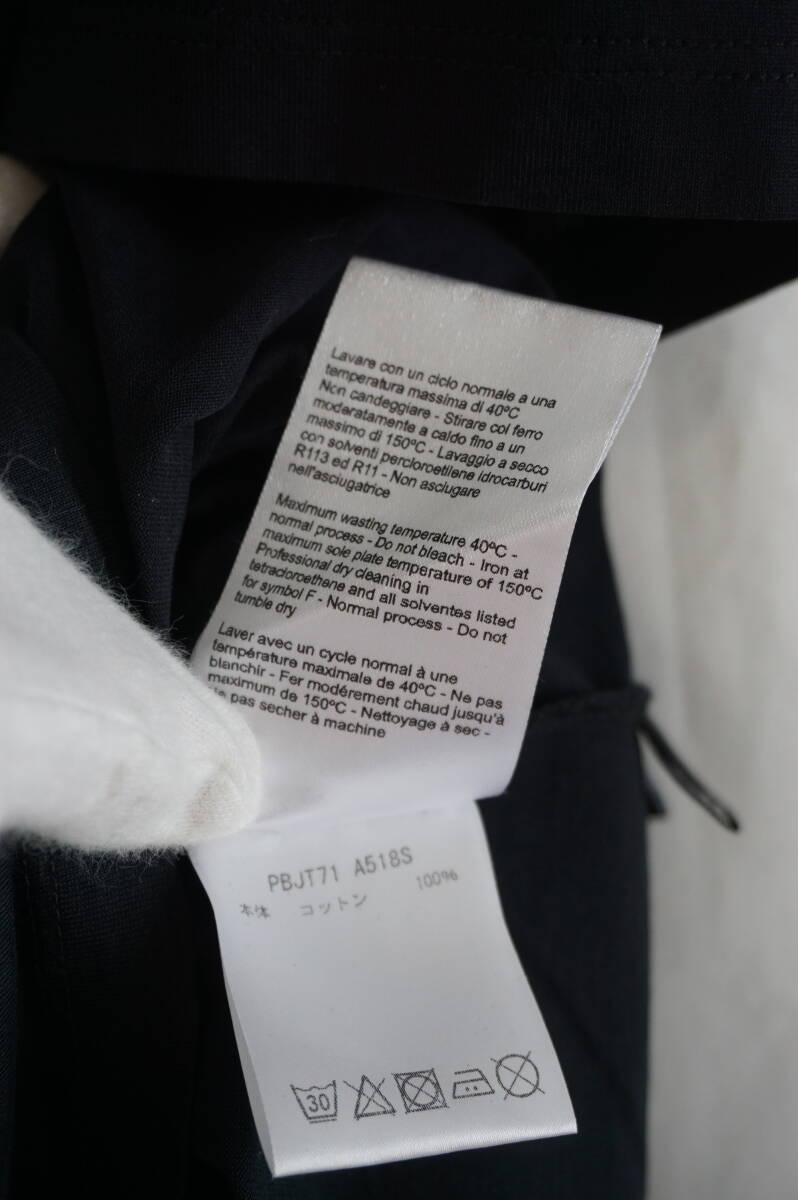 Lavare con un ciclo normale a una
temperatura massima di 40ºC
Non candeggiare - Stirare col ferro
moderatamente a caldo fino a un
massimo di 150ºC - Lavaggio a secco
con solventi percloroetilene idrocarburi
R113 ed R11 - Non asciugare
nell'asciugatrice
Maximum wasting temperature 40ºC -
normal process - Do not bleach - Iron at
maximum sole plate temperature of 150ºC
Professional dry cleaning in
tetracloroethene and all solventes listed
for symbol F - Normal process - Do not
tumble dry
Laver avec un cycle normal à une
température maximale de 40ºC - Ne pas
blanchir - Fer modérement chaud jusqu'à
maximum de 150ºC - Nettoyage à sec -
pas secher à machine
PBJT71 A518S
本体 コットン 100%
30